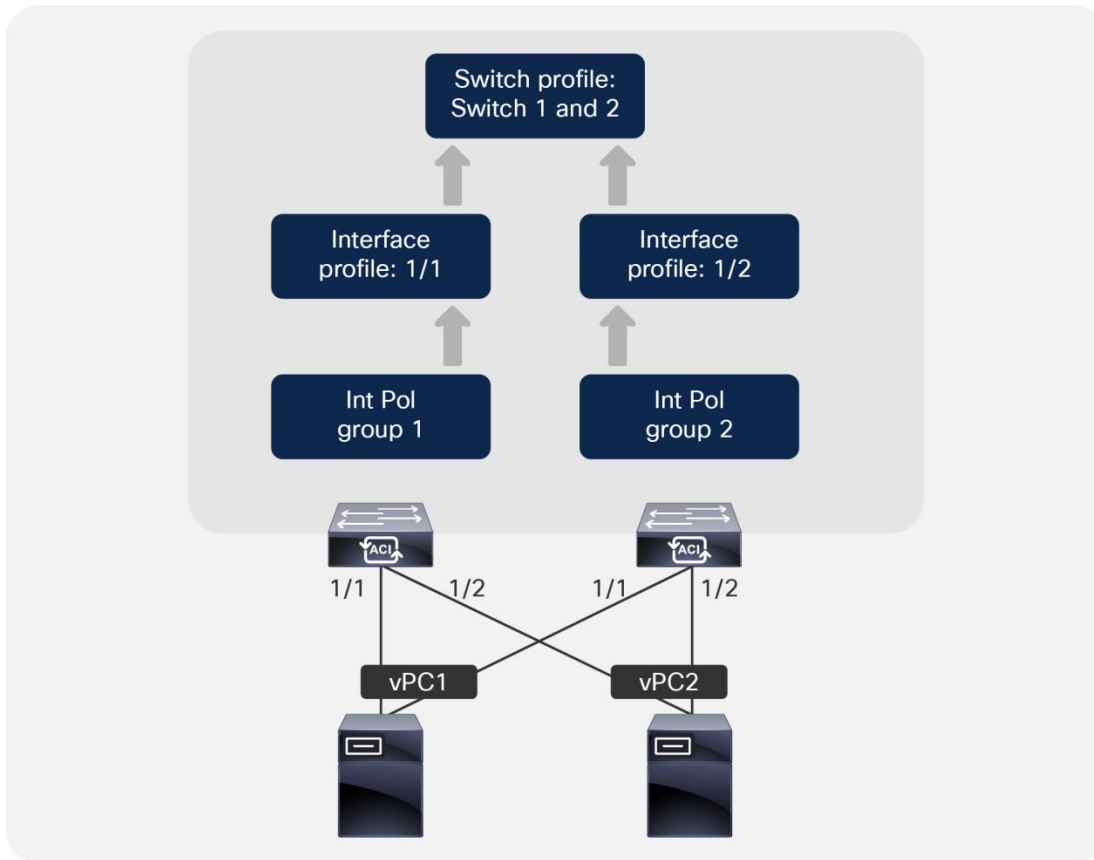 Switch profile:
Switch 1 and 2
Interface
profile: 1/1
Interface
profile: 1/2
Int Pol
group 1
Int Pol
group 2
ACI
ACI
1/1
1/2
1/1
1/2
vPC1
vPC2